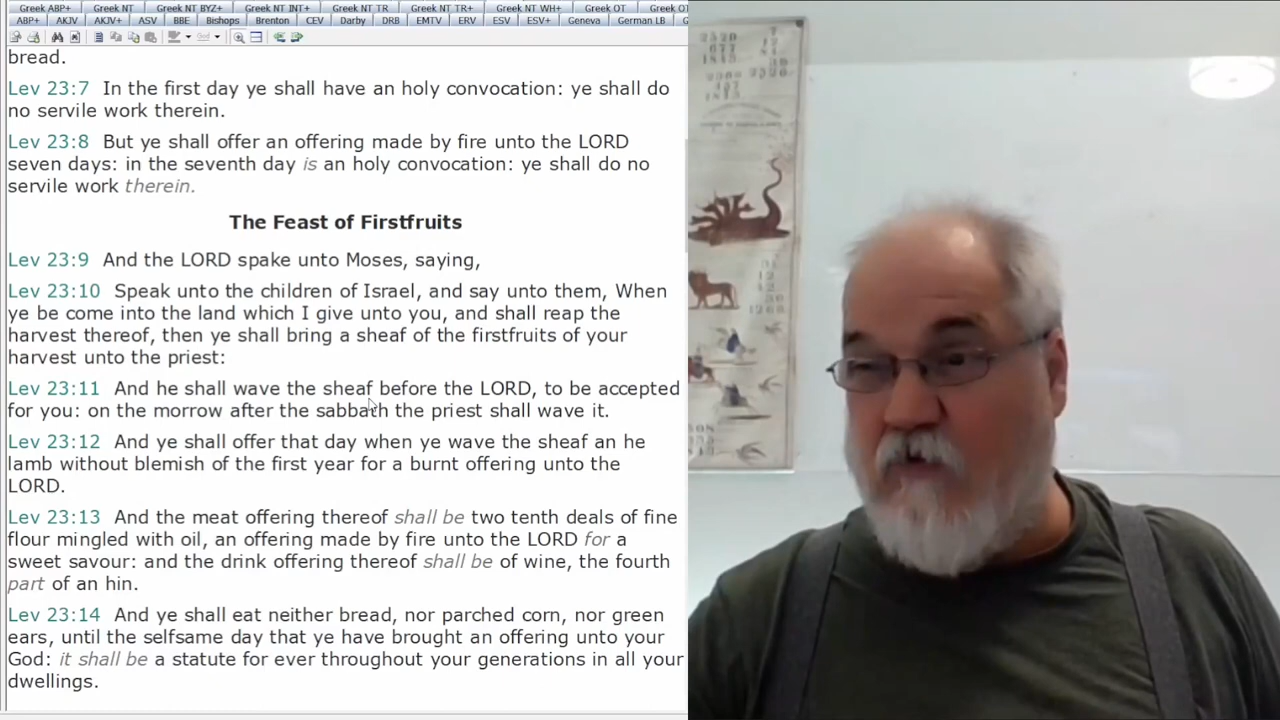 Greek ABP+ Greek NT Greek NT BYZ+ Greek NT INT+ Greek NT TR Greek NT TR+ Greek NT WH+ Greek OT Greek
ABP+ AKJV AKJV+ ASV BBE Bishops Brenton CEV Darby DRB EMTV ERV ESV ESV+ Geneva German LB
bread.
Lev 23:7 In the first day ye shall have an holy convocation: ye shall do
no servile work therein.
Lev 23:8 But ye shall offer an offering made by fire unto the LORD
seven days: in the seventh day is an holy convocation: ye shall do no
servile work therein.
The Feast of Firstfruits
Lev 23:9 And the LORD spake unto Moses, saying,
Lev 23:10 Speak unto the children of Israel, and say unto them, When
ye be come into the land which I give unto you, and shall reap the
harvest thereof, then ye shall bring a sheaf of the firstfruits of your
harvest unto the priest:
Lev 23:11 And he shall wave the sheaf before the LORD, to be accepted
for you: on the morrow after the sabbath the priest shall wave it.
Lev 23:12 And ye shall offer that day when ye wave the sheaf an he
lamb without blemish of the first year for a burnt offering unto the
LORD.
Lev 23:13 And the meat offering thereof shall be two tenth deals of fine
flour mingled with oil, an offering made by fire unto the LORD for a
sweet savour: and the drink offering thereof shall be of wine, the fourth
part of an hin.
Lev 23:14 And ye shall eat neither bread, nor parched corn, nor green
ears, until the selfsame day that ye have brought an offering unto your
God: it shall be a statute for ever throughout your generations in all your
dwellings.
2520 7
677 12